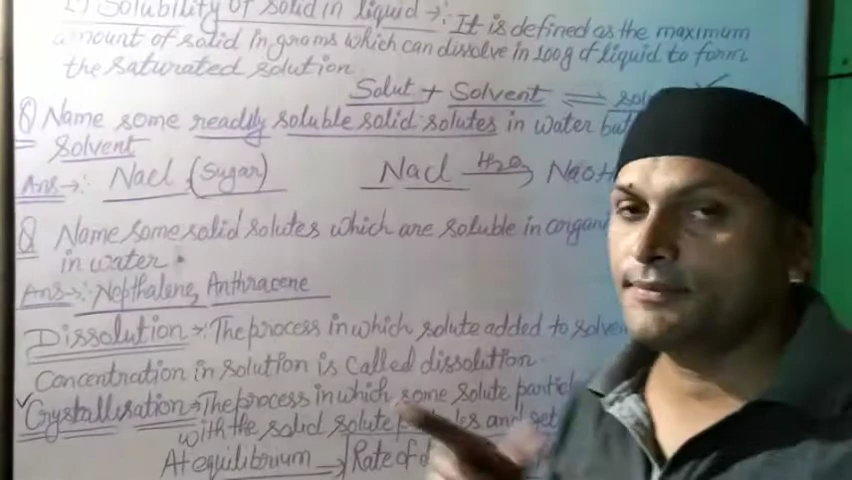 Solubility of solid in liquid →: It is defined as the maximum
amount of solid in grams which can dissolve in 100g of liquid to form
the saturated solution
Solut + Solvent ⇌
Q Name some readily soluble solid solutes in water but
solvent
Ans →: Nacl, (Sugar) Nacl H₂O→ NaoH
Q Name some solid solutes which are soluble in organi
in water.
Ans →: Napthalene, Anthracene
Dissolution →: The process in which solute added to solven
Concentration in solution is called dissolution.
✓Crystallisation → The process in which some solute partic
with the solid solute and get
At equilibrium → Rate of d